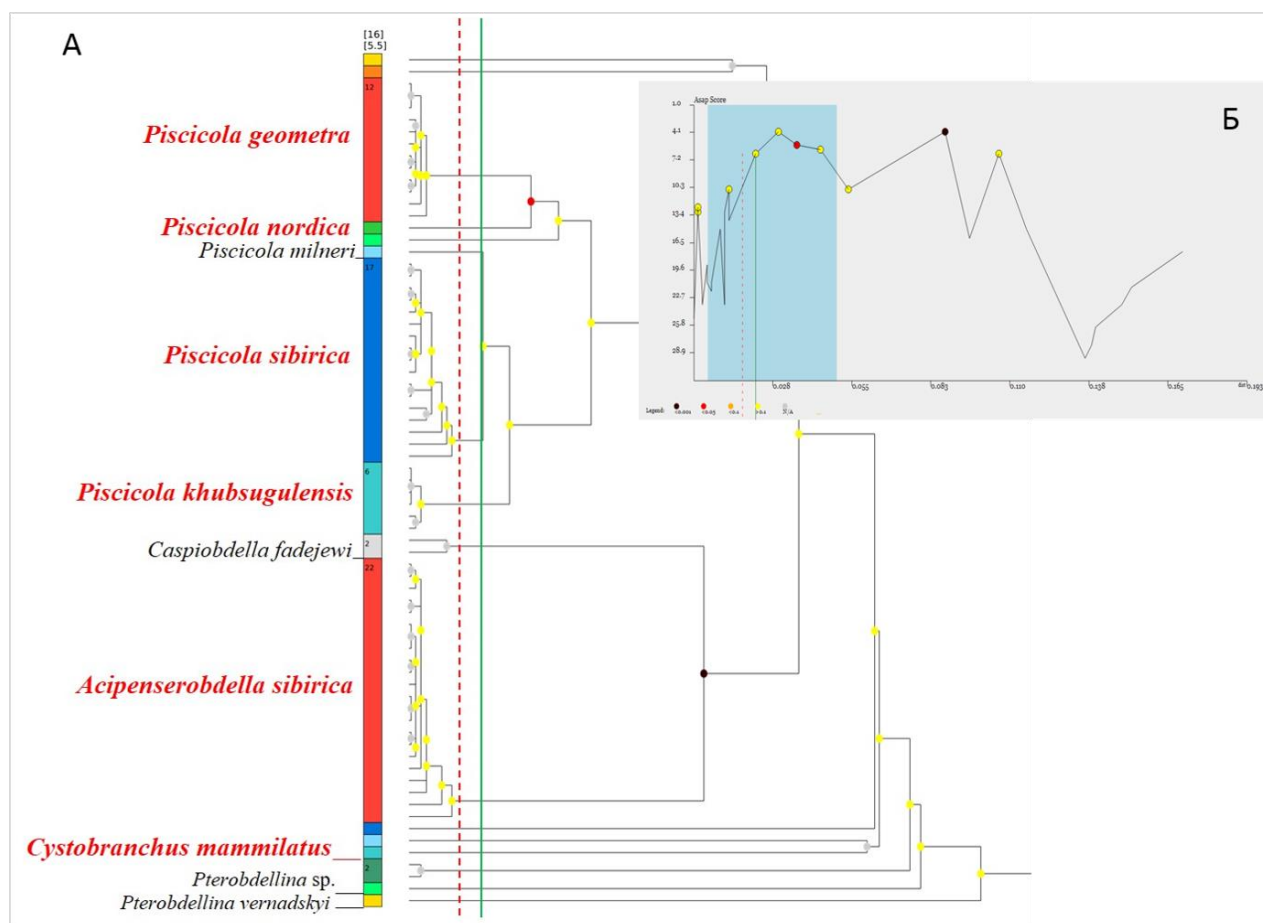 А
[16]
[5.5]
12
Piscicola geometra
Piscicola nordica
Piscicola milneri
17
Piscicola sibirica
6
Piscicola khubsugulensis
2
Caspiobdella fadejewi
22
Acipenserobdella sibirica
Cystobranchus mammilatus
2
Pterobdellina sp.
Pterobdellina vernadskyi
Б
Asap Score
1.0
4.1
7.2
10.3
13.4
16.5
19.6
22.7
25.8
28.9
0.028
0.055
0.083
0.110
0.138
0.165
0.193
Legend: